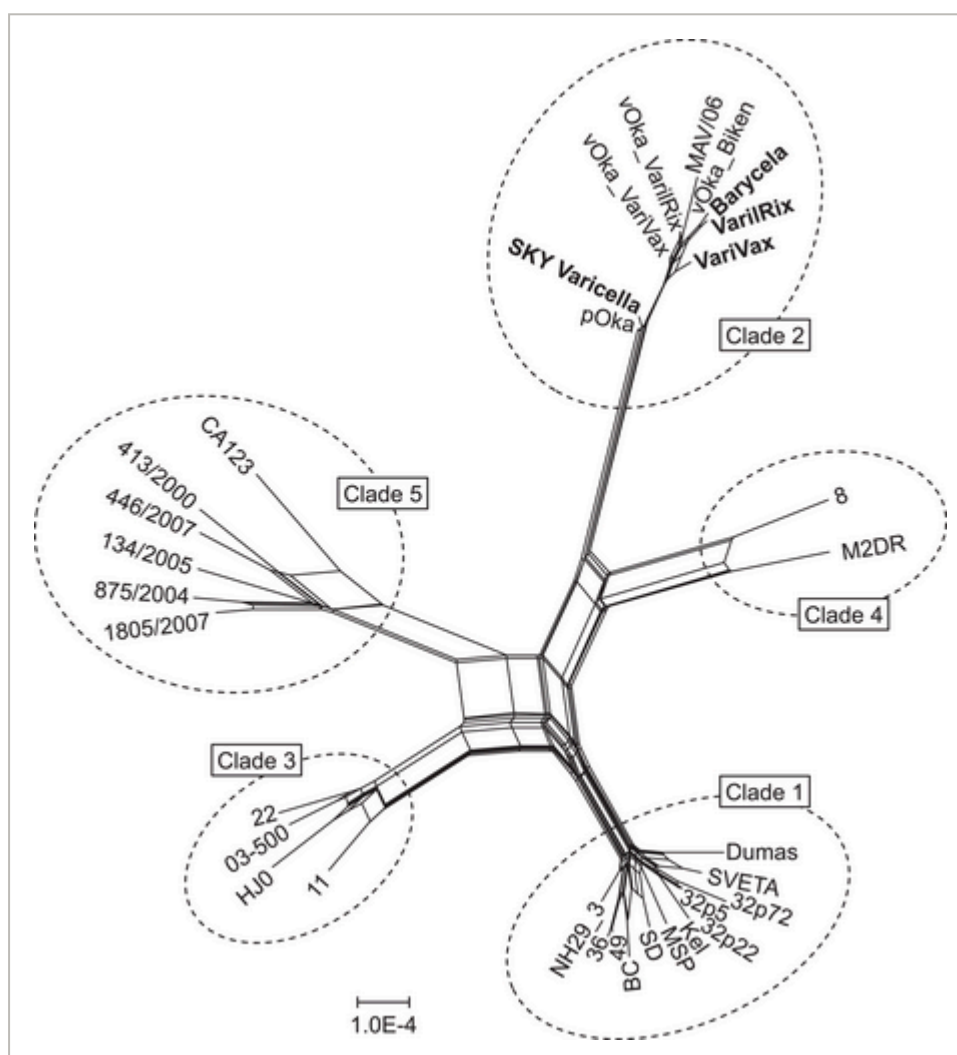 vOka_VariVax
vOka_VarilRix
MAV/06
vOka_Biken
Barycela
VarilRix
VariVax
SKY Varicella
pOka
Clade 2
CA123
413/2000
446/2007
134/2005
875/2004
1805/2007
Clade 5
8
M2DR
Clade 4
Clade 3
22
03-500
HJ0
11
Clade 1
Dumas
SVETA
32p72
32p5
32p22
Kel
MSP
SD
BC
49
36
NH29_3
1.0E-4